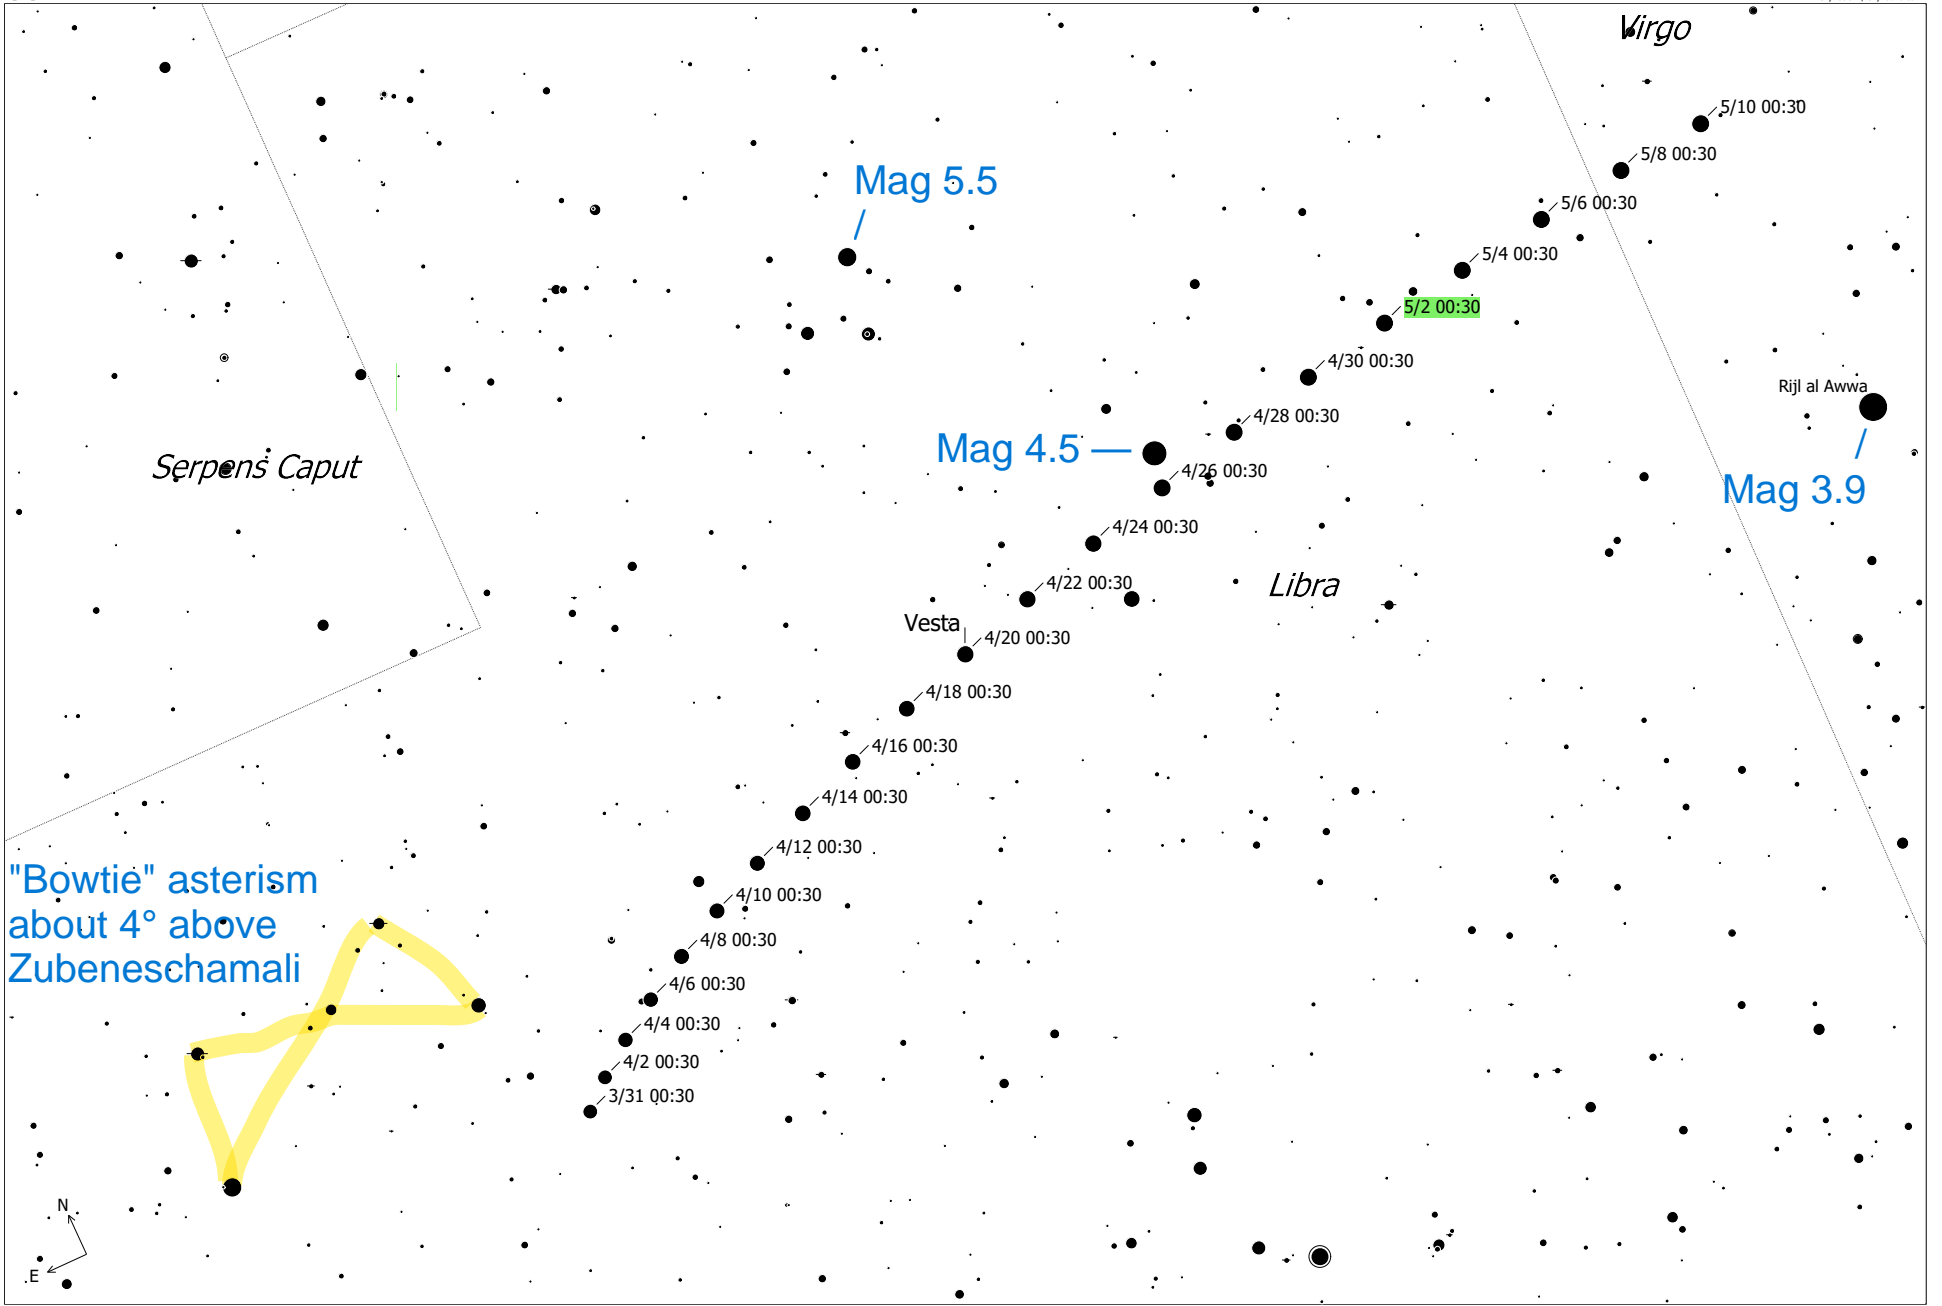 Virgo
5/10 00:30
5/8 00:30
Mag 5.5
5/6 00:30
5/4 00:30
5/2 00:30
4/30 00:30
Rijl al Awwa
4/28 00:30
Mag 4.5
4/26 00:30
Serpens Caput
Mag 3.9
4/24 00:30
4/22 00:30
Libra
Vesta
4/20 00:30
4/18 00:30
4/16 00:30
4/14 00:30
4/12 00:30
"Bowtie" asterism
about 4° above
Zubeneschamali
4/10 00:30
4/8 00:30
4/6 00:30
4/4 00:30
4/2 00:30
3/31 00:30
N
E